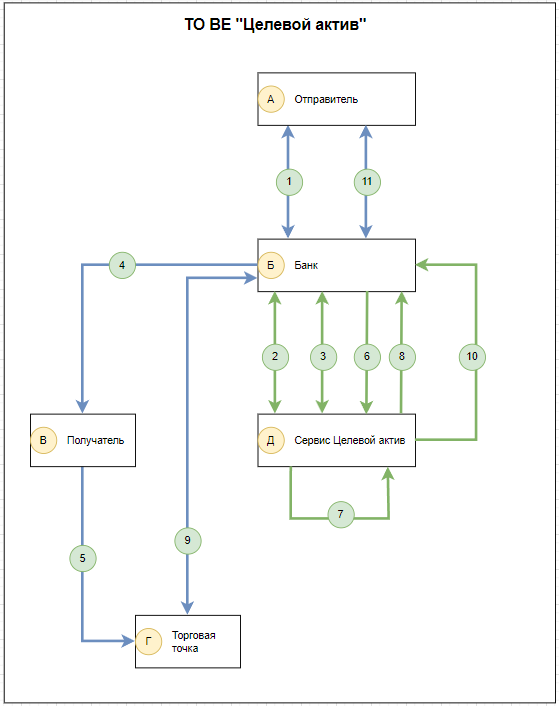 ТО ВЕ "Целевой актив"
А
Отправитель
1
11
Б
Банк
4
2
3
6
8
10
В
Получатель
Д
Сервис Целевой актив
7
9
5
Г
Торговая
точка